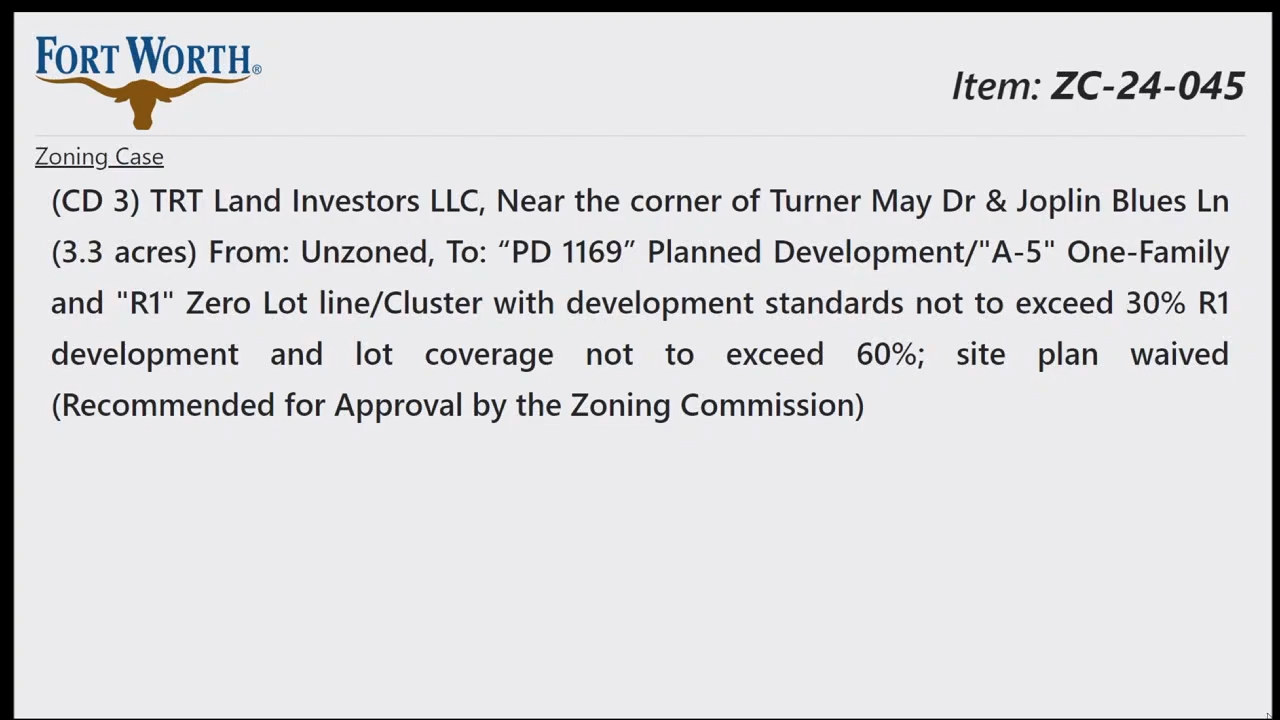 FORT WORTH®
Item: ZC-24-045
Zoning Case
(CD 3) TRT Land Investors LLC, Near the corner of Turner May Dr & Joplin Blues Ln
(3.3 acres) From: Unzoned, To: “PD 1169” Planned Development/"A-5" One-Family
and "R1" Zero Lot line/Cluster with development standards not to exceed 30% R1
development and lot coverage not to exceed 60%; site plan waived
(Recommended for Approval by the Zoning Commission)